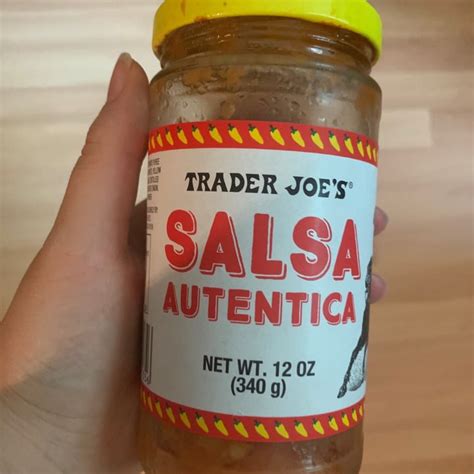 TRADER JOE'S®
SALSA
AUTENTICA
NET WT. 12 OZ
(340 g)